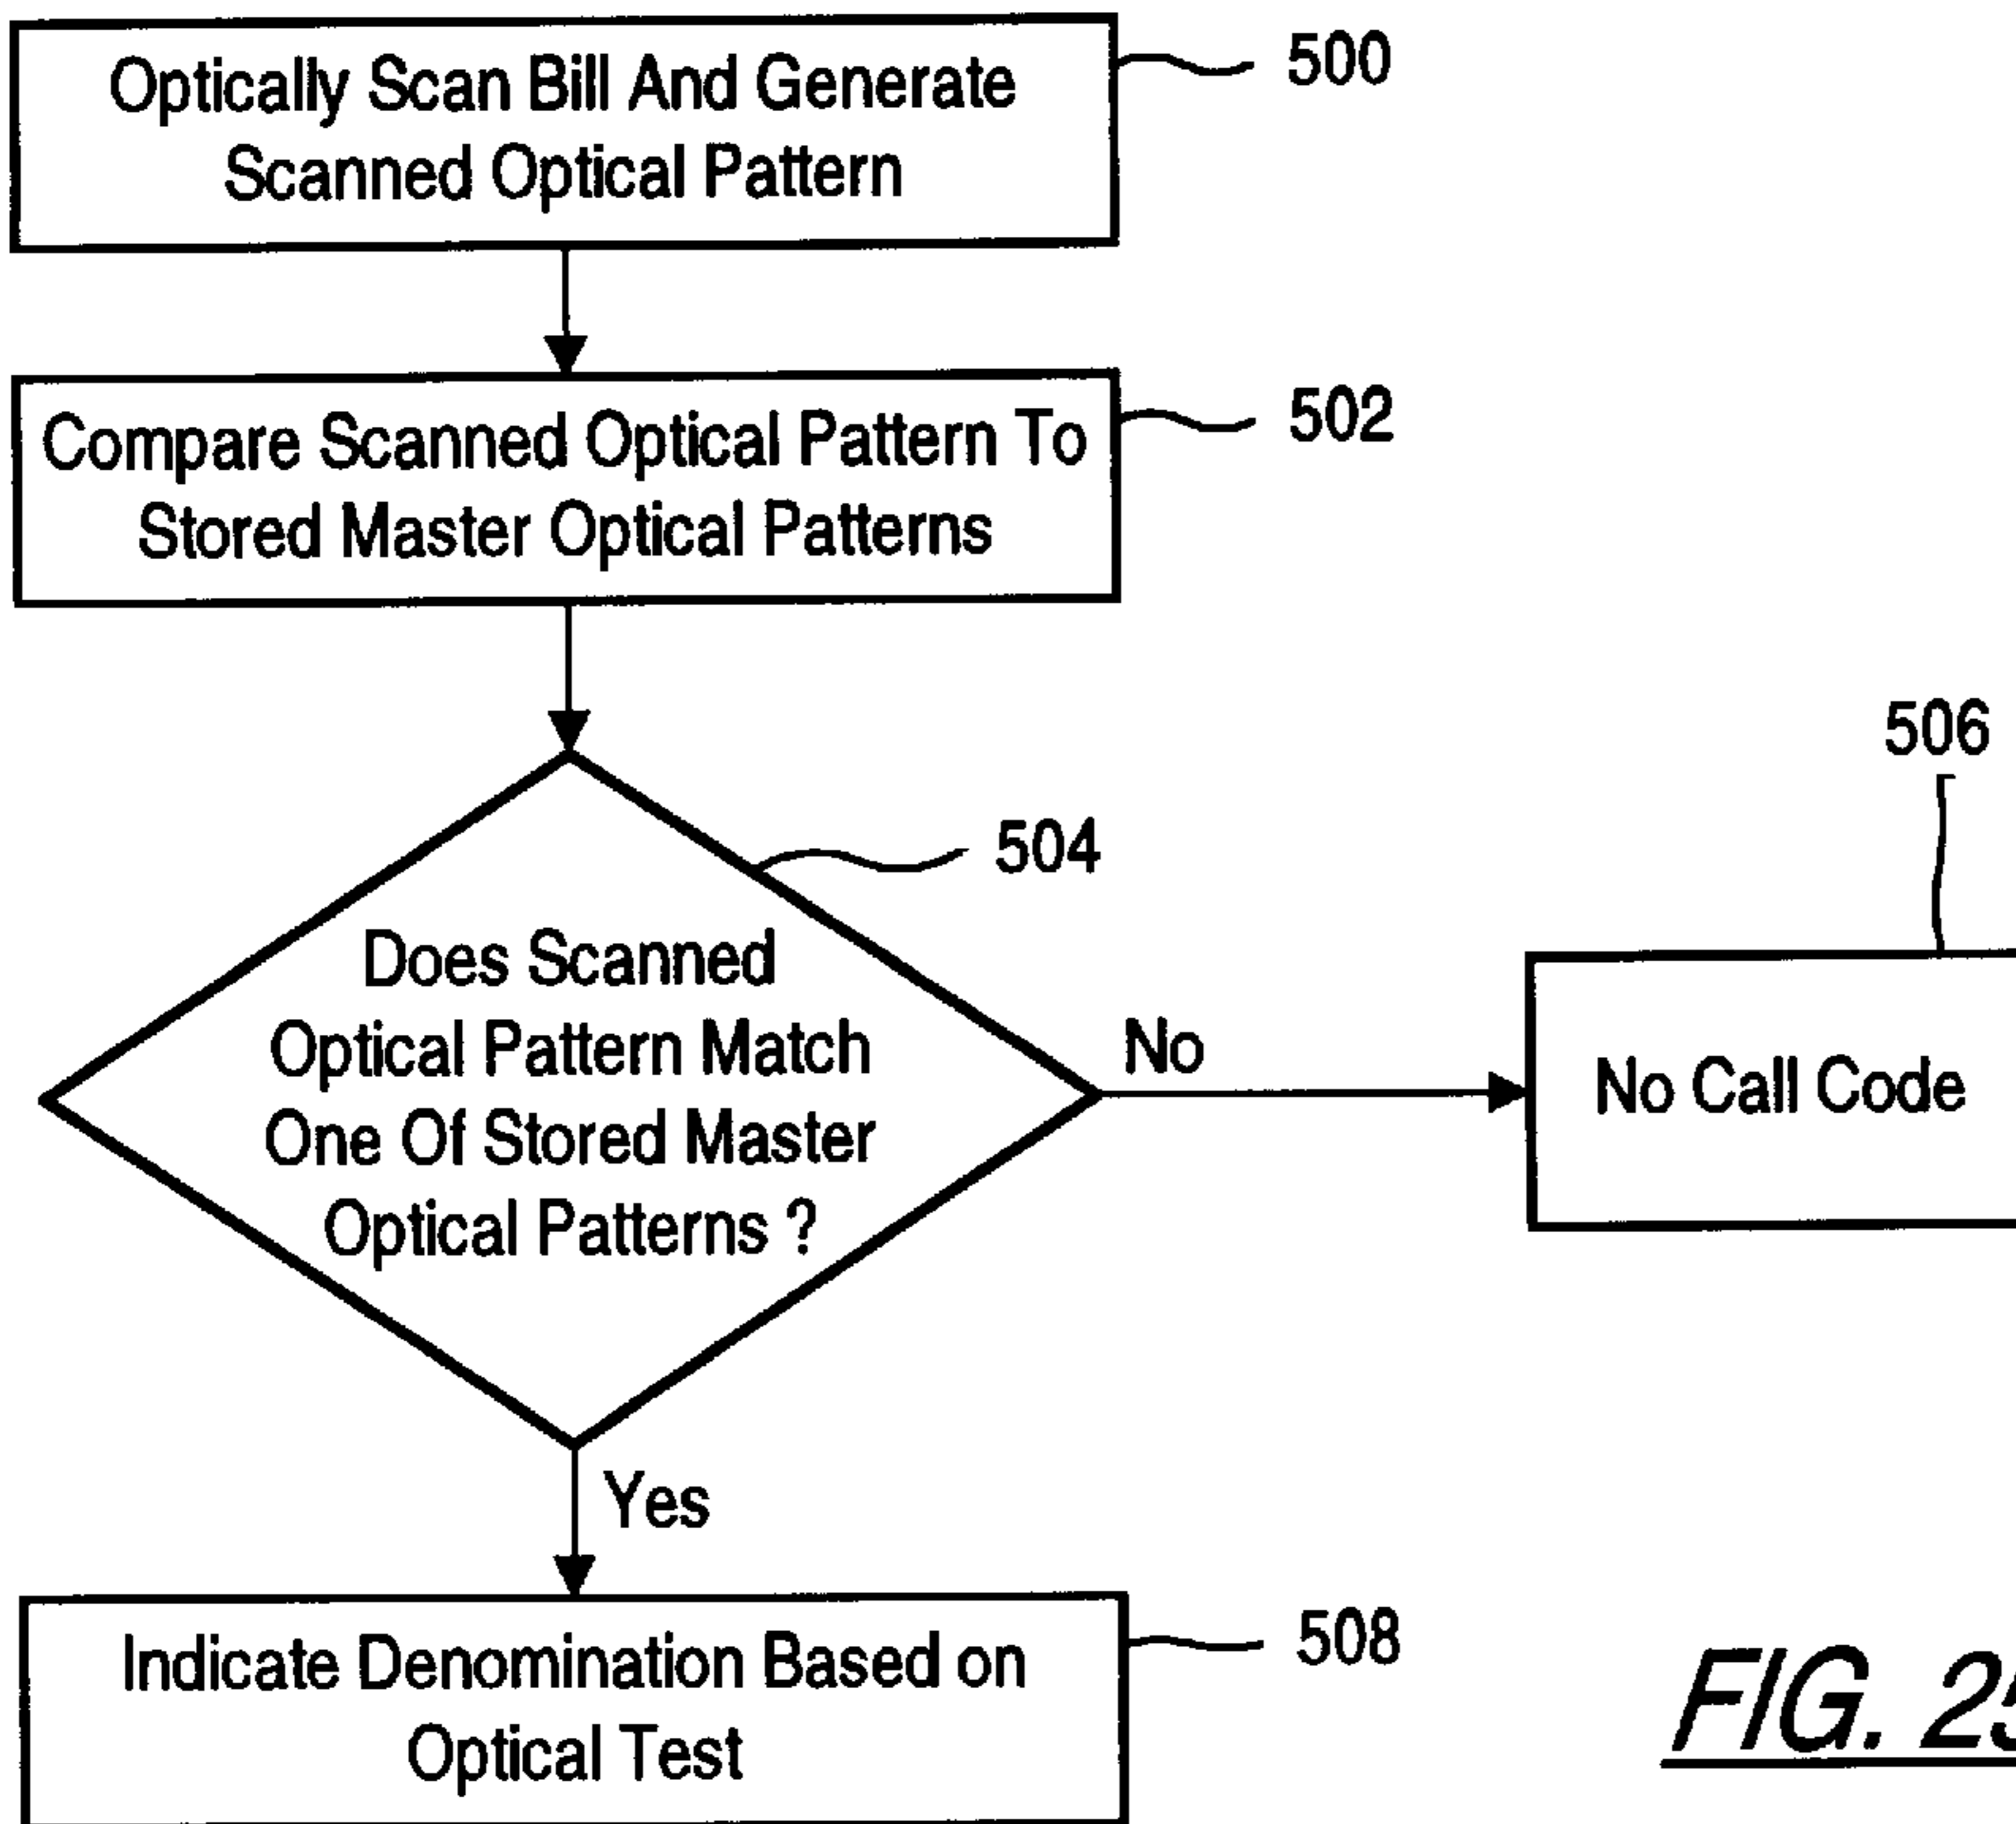 Optically Scan Bill And Generate
Scanned Optical Pattern
500
Compare Scanned Optical Pattern To
Stored Master Optical Patterns
502
504
Does Scanned
Optical Pattern Match
One Of Stored Master
Optical Patterns ?
No
506
No Call Code
Yes
Indicate Denomination Based on
Optical Test
508
FIG.